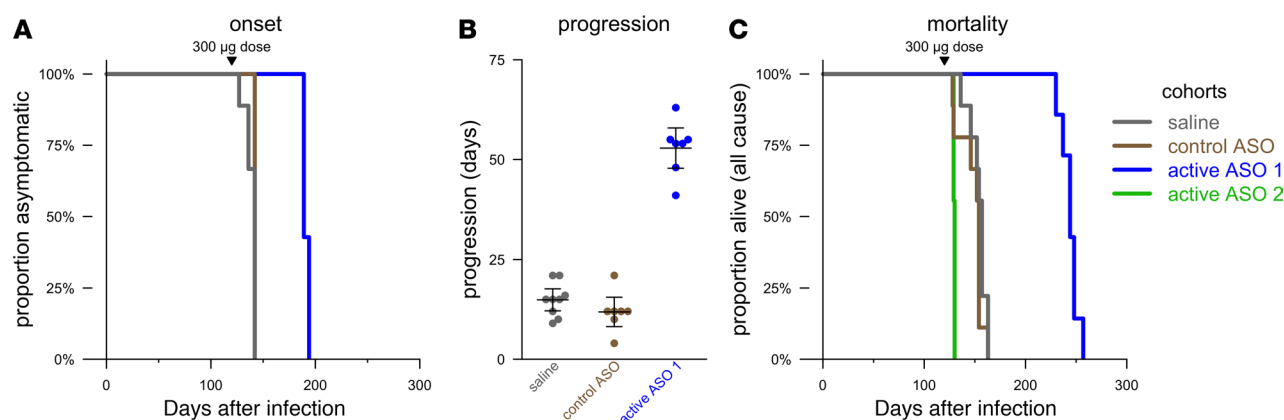 A
onset
300 µg dose
100%
75%
50%
25%
0%
proportion asymptomatic
0
100
200
300
Days after infection
B
progression
75
50
25
0
progression (days)
saline
control ASO
active ASO 1
C
mortality
300 µg dose
100%
75%
50%
25%
0%
proportion alive (all cause)
0
100
200
300
Days after infection
cohorts
saline
control ASO
active ASO 1
active ASO 2